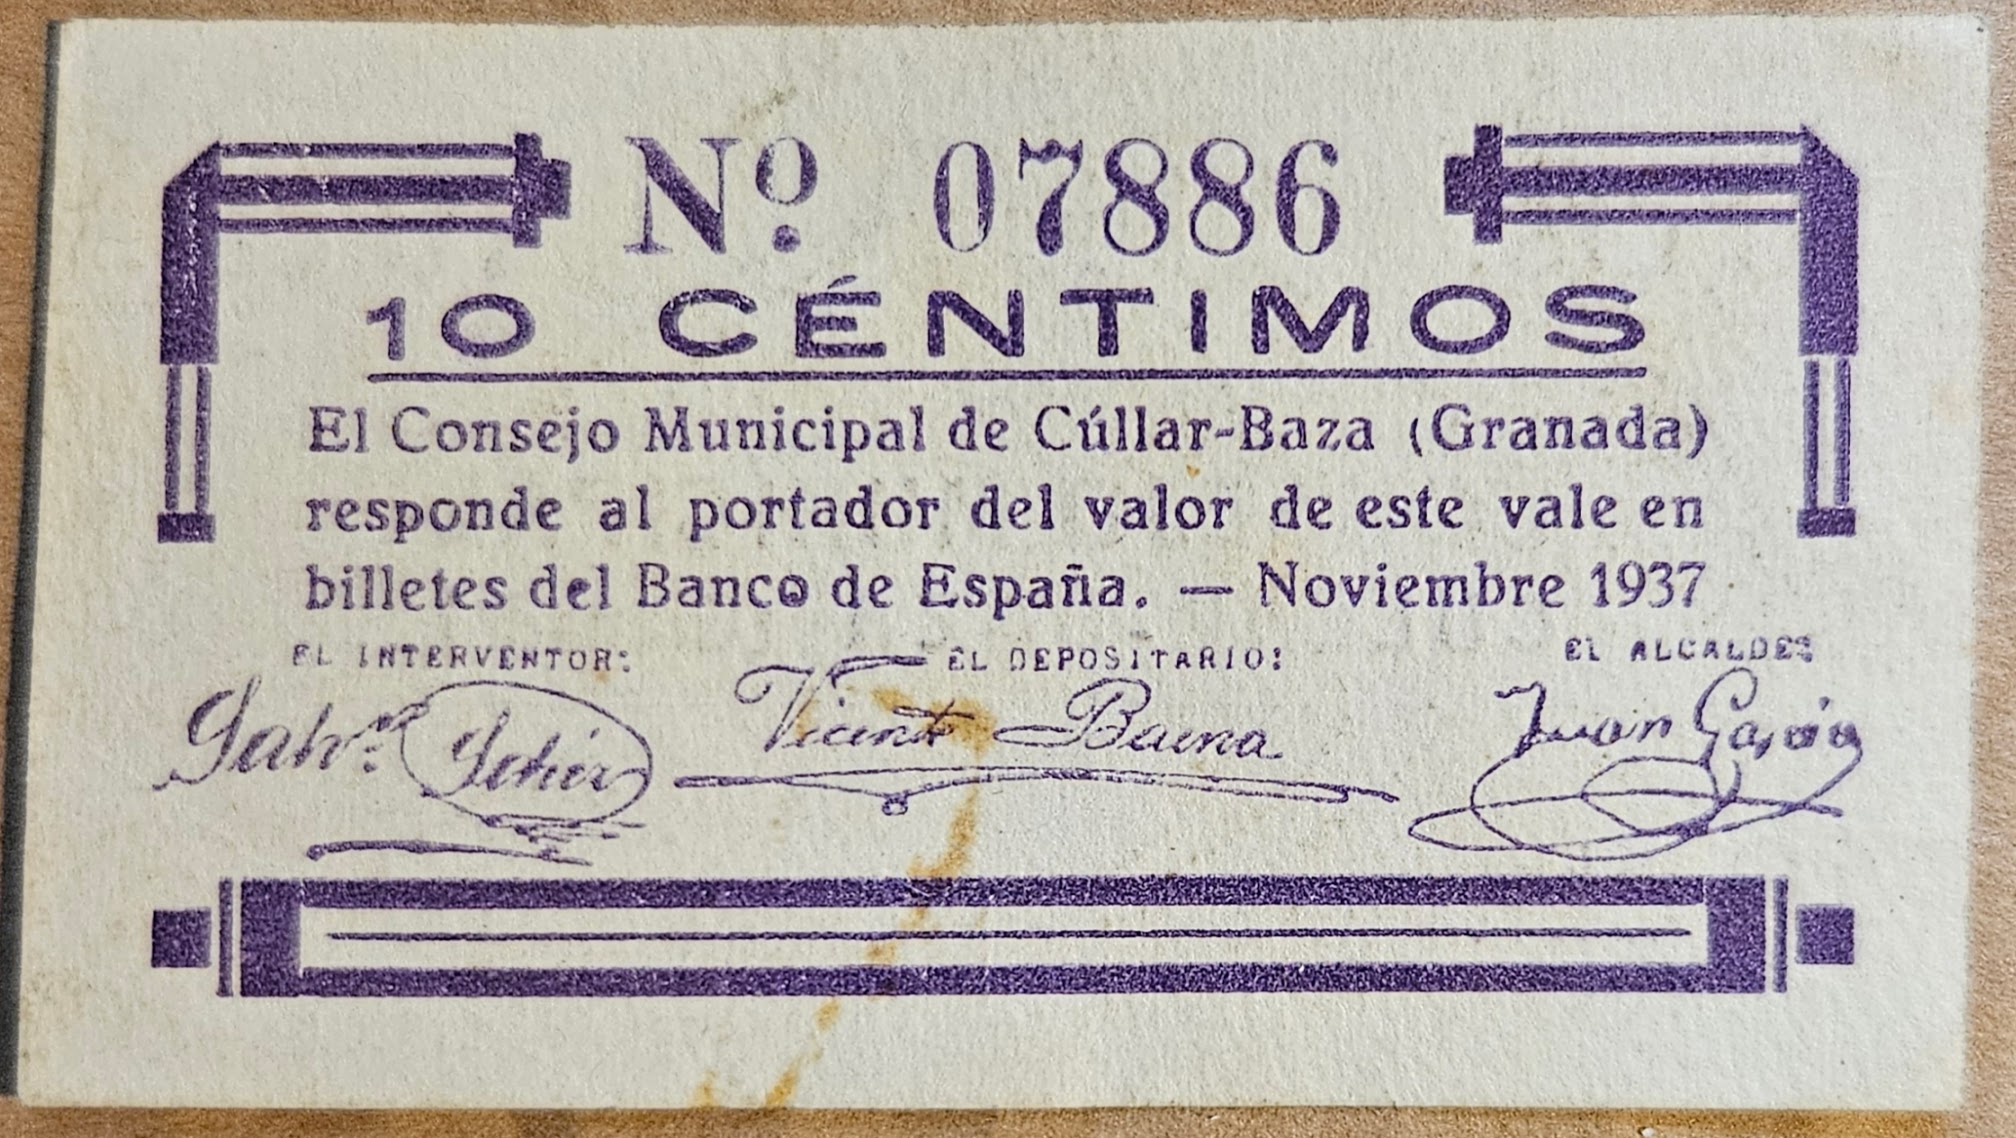 Nº. 07886
10 CÉNTIMOS
El Consejo Municipal de Cúllar-Baza (Granada)
responde al portador del valor de este vale en
billetes del Banco de España. — Noviembre 1937
EL INTERVENTOR: EL DEPOSITARIO: El ALCALDE:
Vicente Baena Juan García